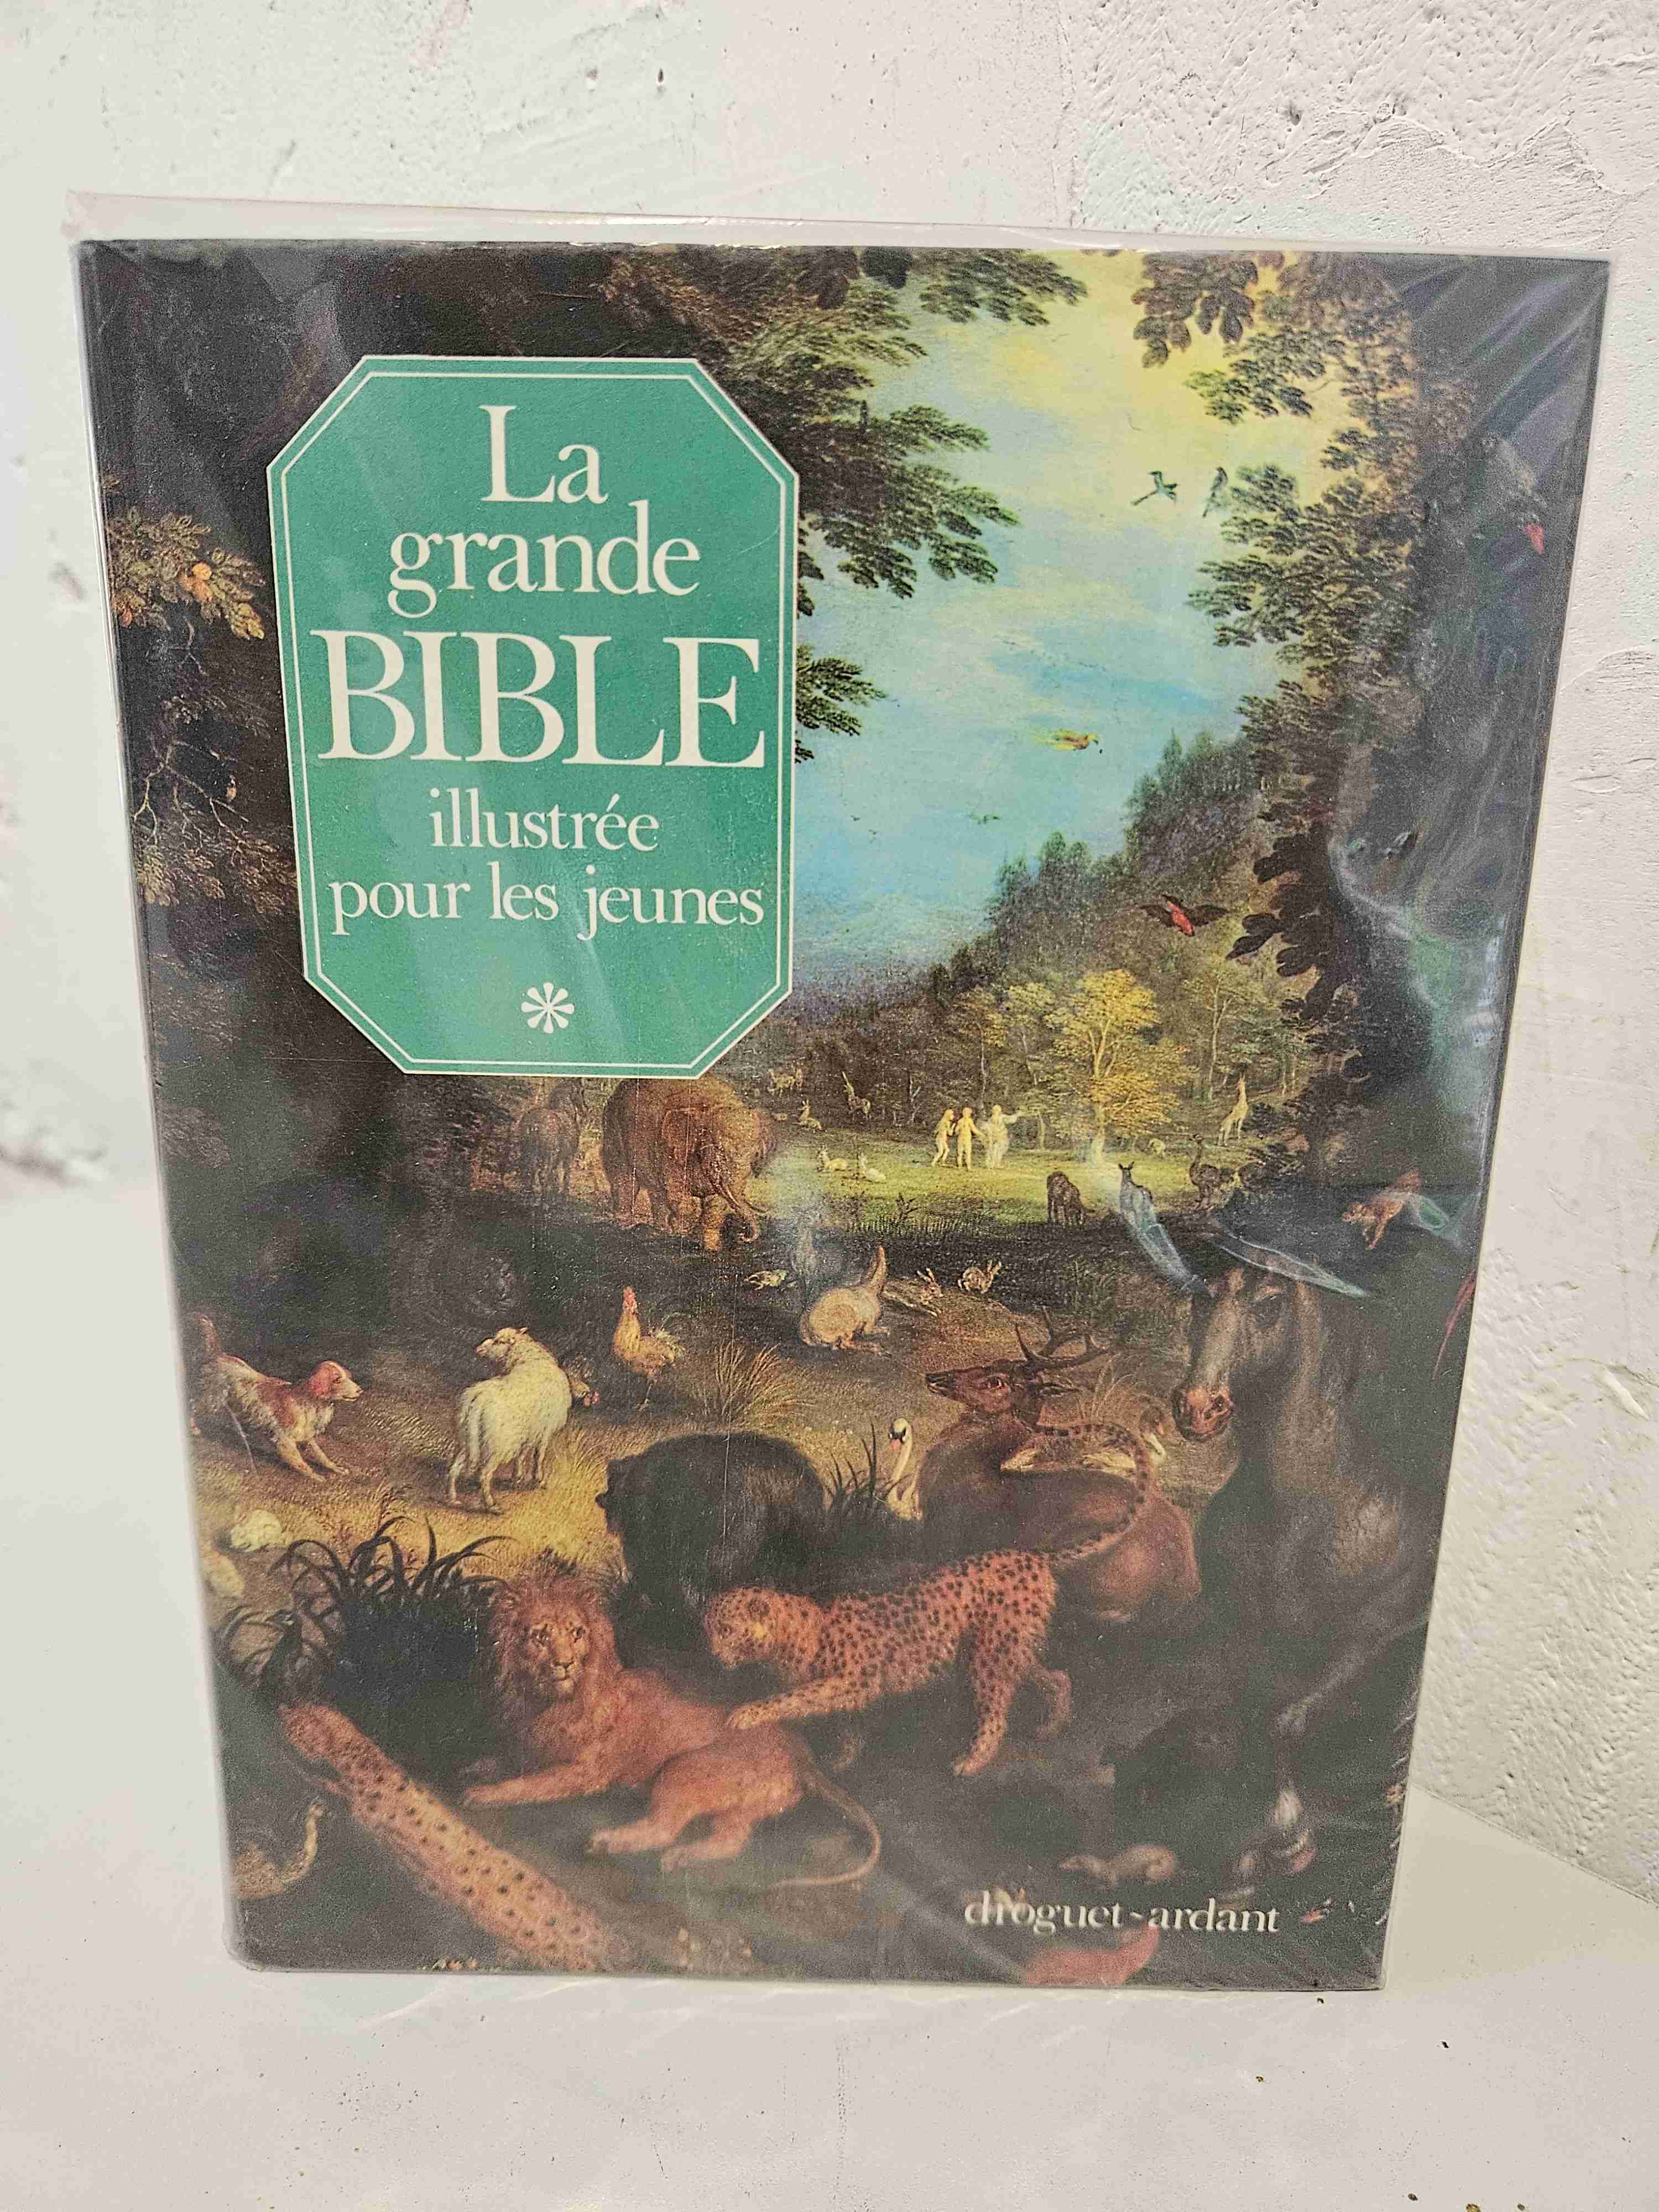 La
grande
BIBLE
illustrée
pour les jeunes
*
droguet-ardant